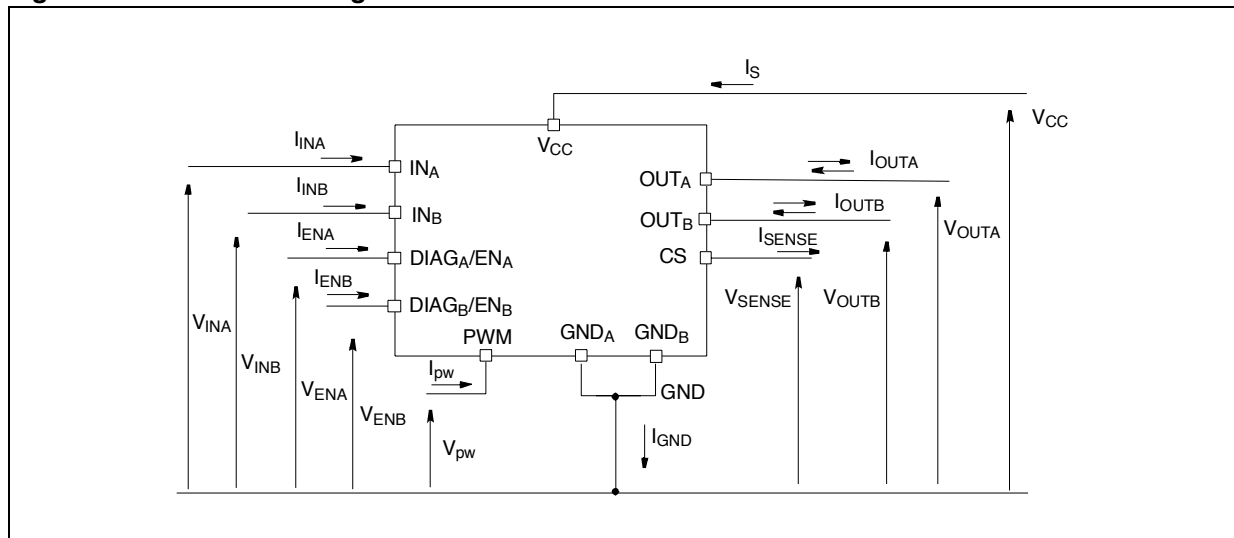 I_S
V_CC
V_CC
I_INA
IN_A
OUT_A
I_OUTA
I_INB
IN_B
OUT_B
I_OUTB
I_ENA
DIAG_A/EN_A
CS
I_SENSE
V_OUTA
I_ENB
DIAG_B/EN_B
V_SENSE
V_OUTB
V_INA
PWM
GND_A
GND_B
V_INB
I_pw
GND
V_ENA
V_ENB
V_pw
I_GND